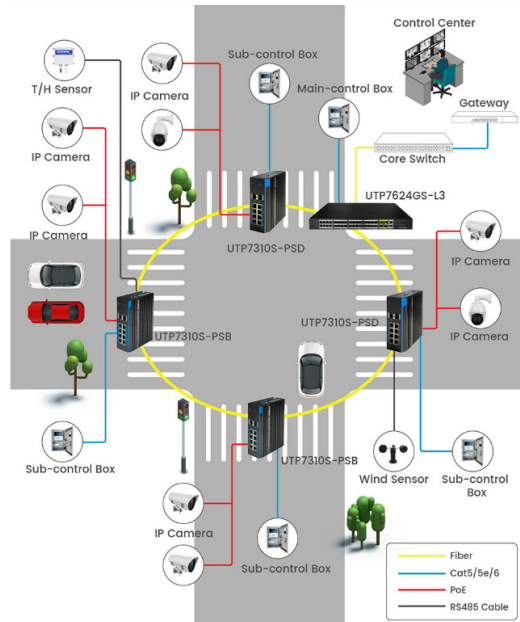 Control Center
Sub-control Box
T/H Sensor
IP Camera
Main-control Box
Gateway
IP Camera
Core Switch
UTP7624GS-L3
IP Camera
UTP7310S-PSD
IP Camera
UTP7310S-PSD
IP Camera
UTP7310S-PSB
Sub-control Box
UTP7310S-PSB
Wind Sensor
Sub-control
Box
IP Camera
Sub-control Box
Fiber
Cat5/5e/6
PoE
RS485 Cable